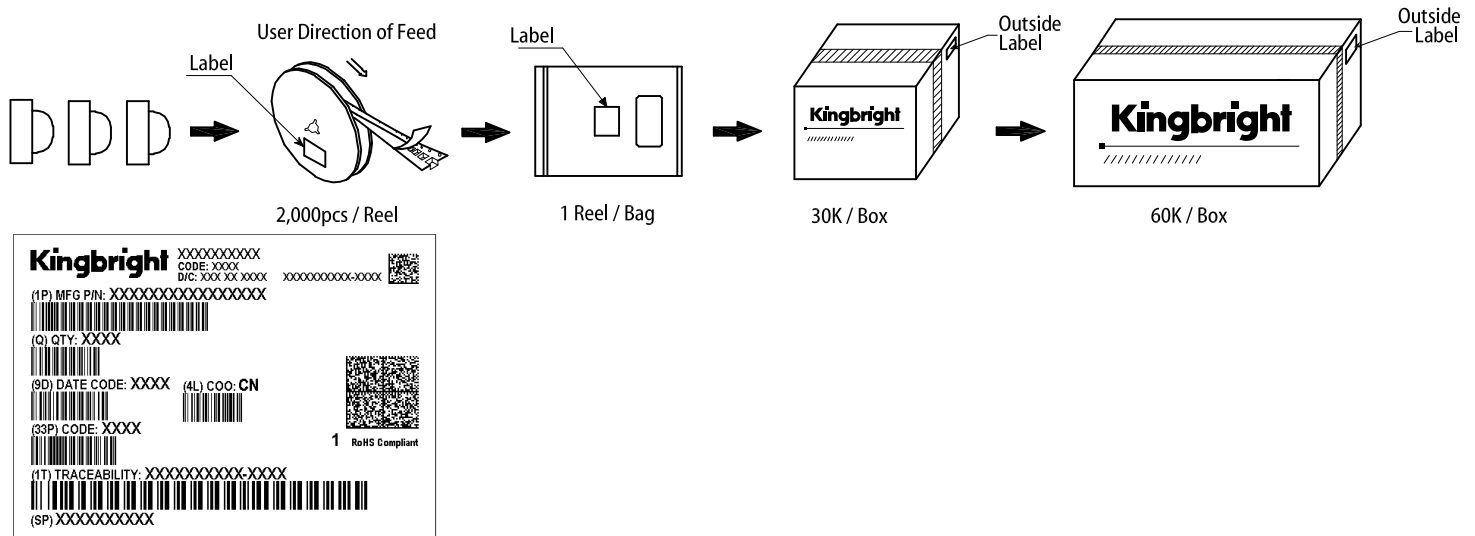 User Direction of Feed
Label
Label
Outside
Label
Outside
Label
Kingbright
Kingbright
2,000pcs / Reel
1 Reel / Bag
30K / Box
60K / Box
Kingbright
XXXXXXXXXX
CODE: XXXX
D/C: XXX XX XXXX
XXXXXXXXXX-XXXX
(1P) MFG P/N: XXXXXXXXXXXXXXXX
(Q) QTY: XXXX
(9D) DATE CODE: XXXX
(4L) COO: CN
(33P) CODE: XXXX
1 RoHS Compliant
(1T) TRACEABILITY: XXXXXXXXXX-XXXX
(SP) XXXXXXXXXX